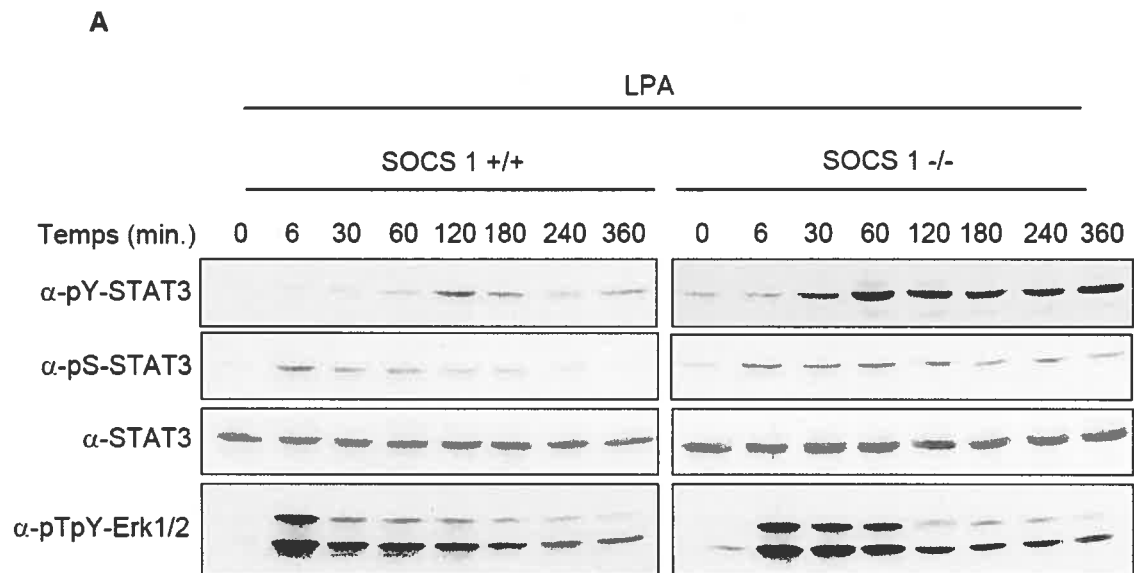 A
LPA
SOCS 1 +/+ SOCS 1 -/-
Temps (min.) 0 6 30 60 120 180 240 360 0 6 30 60 120 180 240 360
α-pY-STAT3
α-pS-STAT3
α-STAT3
α-pTpY-Erk1/2